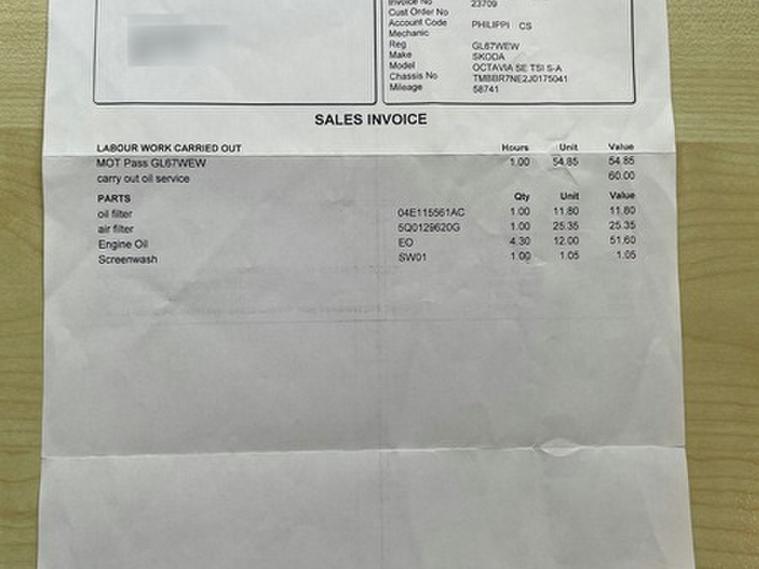 Invoice No 23709
Cust Order No
Account Code PHILIPPI CS
Mechanic
Reg GL67WEW
Make SKODA
Model OCTAVIA SE TSI S-A
Chassis No TMBBR7NE2J0175041
Mileage 58741
SALES INVOICE
LABOUR WORK CARRIED OUT Hours Unit Value
MOT Pass GL67WEW 1.00 54.85 54.85
carry out oil service 60.00
PARTS Qty Unit Value
oil filter 04E115561AC 1.00 11.80 11.80
air filter 5Q0129620G 1.00 25.35 25.35
Engine Oil EO 4.30 12.00 51.60
Screenwash SW01 1.00 1.05 1.05